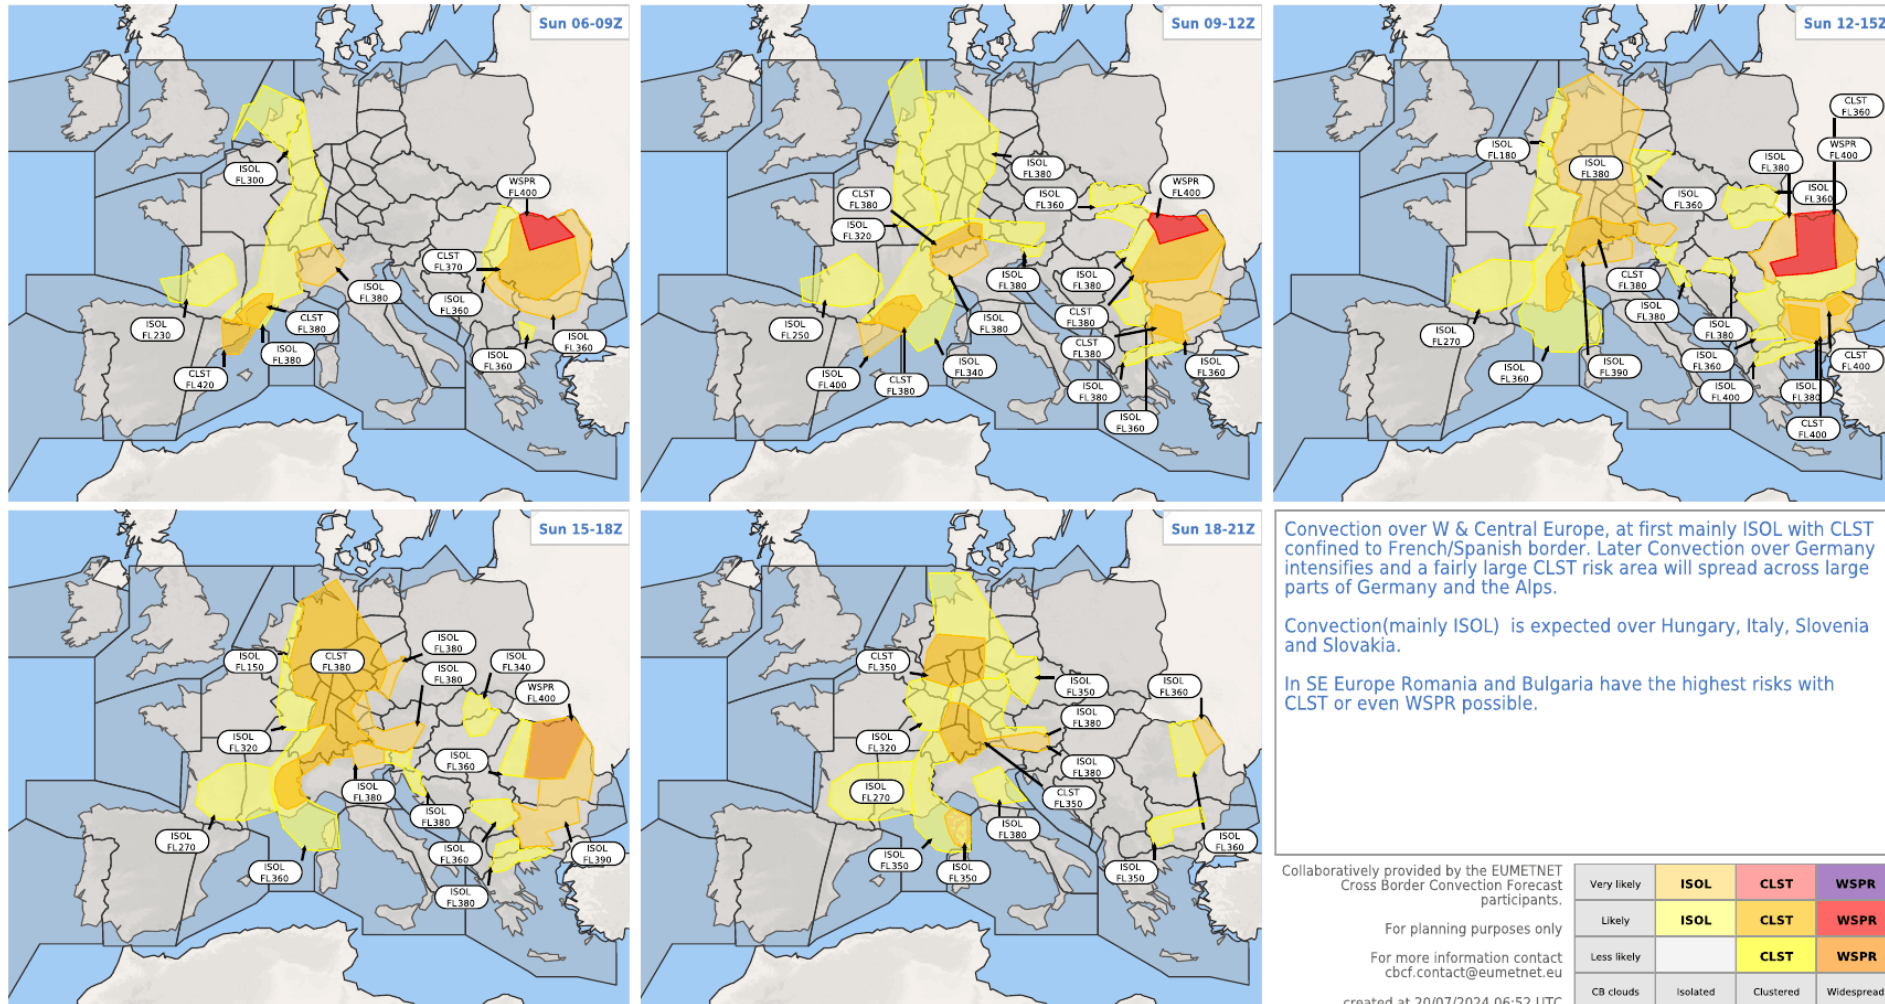 Sun 06-09Z
ISOL
FL300
WSPR
FL400
CLST
FL370
ISOL
FL380
ISOL
FL360
ISOL
FL230
CLST
FL380
ISOL
FL380
ISOL
FL360
ISOL
FL360
CLST
FL420
Sun 09-12Z
ISOL
FL380
CLST
FL380
ISOL
FL360
WSPR
FL400
ISOL
FL320
ISOL
FL380
ISOL
FL380
ISOL
FL250
ISOL
FL380
CLST
FL380
CLST
FL380
ISOL
FL340
ISOL
FL360
ISOL
FL400
CLST
FL380
ISOL
FL380
ISOL
FL360
Sun 12-15Z
CLST
FL360
ISOL
FL180
WSPR
FL400
ISOL
FL380
ISOL
FL380
ISOL
FL360
ISOL
FL360
CLST
FL380
ISOL
FL380
ISOL
FL270
ISOL
FL380
ISOL
FL360
ISOL
FL390
ISOL
FL360
CLST
FL400
ISOL
FL400
ISOL
FL380
CLST
FL400
Sun 15-18Z
ISOL
FL150
CLST
FL380
ISOL
FL380
ISOL
FL380
ISOL
FL340
WSPR
FL400
ISOL
FL320
ISOL
FL360
ISOL
FL380
ISOL
FL380
ISOL
FL270
ISOL
FL360
ISOL
FL390
ISOL
FL360
ISOL
FL380
Sun 18-21Z
CLST
FL350
ISOL
FL350
ISOL
FL360
ISOL
FL380
ISOL
FL320
ISOL
FL380
ISOL
FL270
CLST
FL350
ISOL
FL380
ISOL
FL360
ISOL
FL350
ISOL
FL350
ISOL
FL360
Convection over W & Central Europe, at first mainly ISOL with CLST
confined to French/Spanish border. Later Convection over Germany
intensifies and a fairly large CLST risk area will spread across large
parts of Germany and the Alps.
Convection(mainly ISOL) is expected over Hungary, Italy, Slovenia
and Slovakia.
In SE Europe Romania and Bulgaria have the highest risks with
CLST or even WSPR possible.
Collaboratively provided by the EUMETNET
Cross Border Convection Forecast
participants.
For planning purposes only
For more information contact
cbcf.contact@eumetnet.eu
created at 20/07/2024 06:52 UTC
Very likely ISOL CLST WSPR
Likely ISOL CLST WSPR
Less likely CLST WSPR
CB clouds Isolated Clustered Widespread